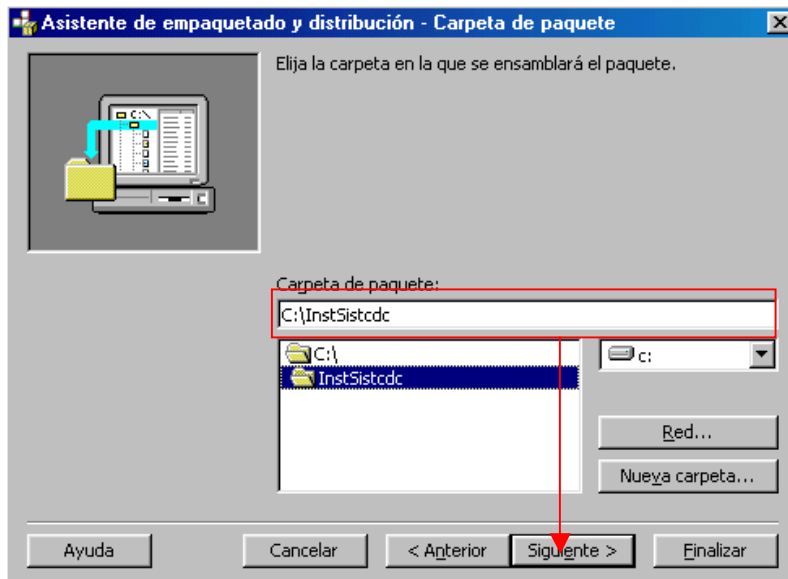 Asistente de empaquetado y distribución - Carpeta de paquete
Elija la carpeta en la que se ensamblará el paquete.
C:\
Carpeta de paquete:
C:\InstSistcdc
C:\
c:
InstSistcdc
Red...
Nueva carpeta...
Ayuda
Cancelar
< Anterior
Siguiente >
Finalizar